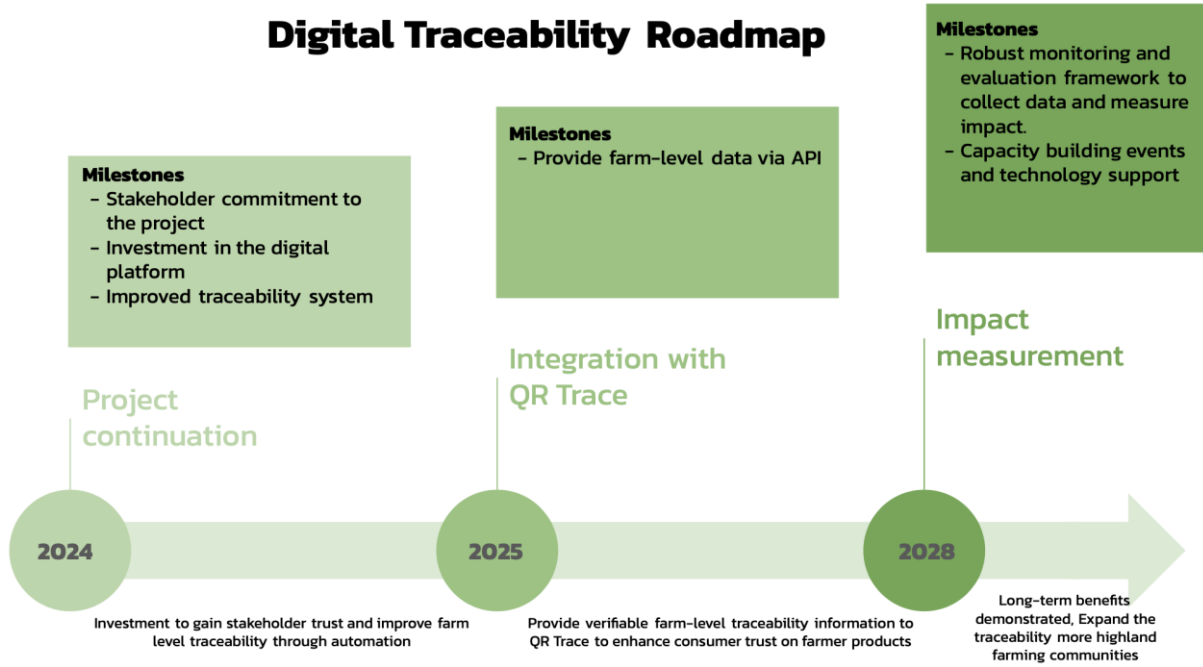 Digital Traceability Roadmap
Milestones
- Stakeholder commitment to
the project
- Investment in the digital
platform
- Improved traceability system
Project
continuation
2024
Investment to gain stakeholder trust and improve farm
level traceability through automation
Milestones
- Provide farm-level data via API
Integration with
QR Trace
2025
Provide verifiable farm-level traceability information to
QR Trace to enhance consumer trust on farmer products
Milestones
- Robust monitoring and
evaluation framework to
collect data and measure
impact.
- Capacity building events
and technology support
Impact
measurement
2028
Long-term benefits
demonstrated, Expand the
traceability more highland
farming communities